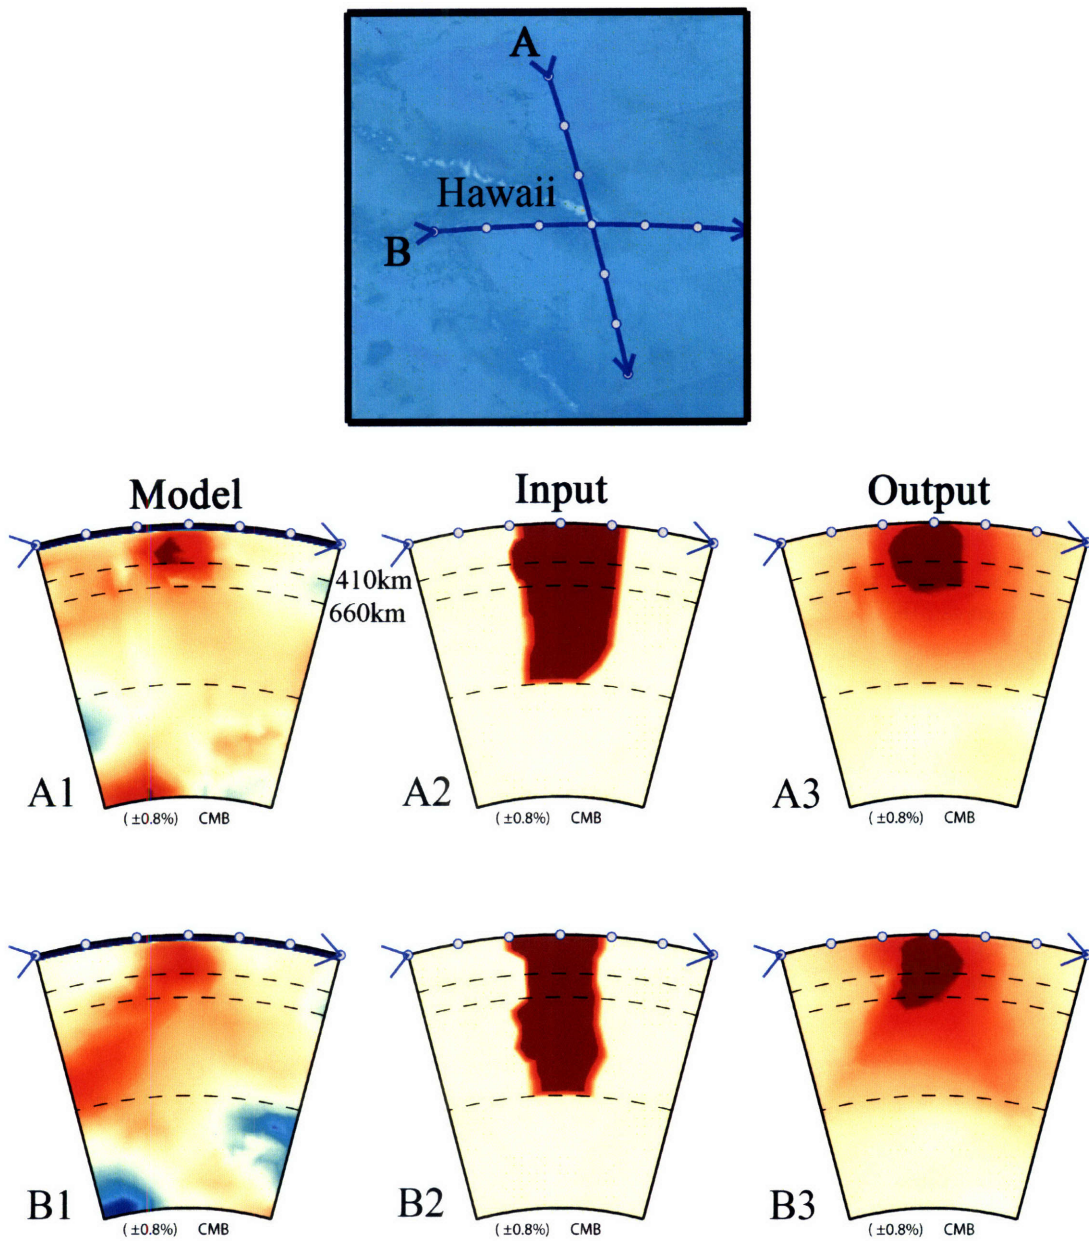 A
Hawaii
B
Model Input Output
410km
660km
A1 A2 A3
(±0.8%) CMB (±0.8%) CMB (±0.8%) CMB
B1 B2 B3
(±0.8%) CMB (±0.8%) CMB (±0.8%) CMB